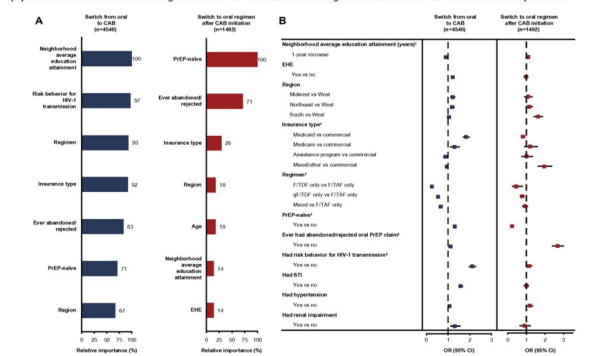 A
Switch from oral
to CAB
(n=4540)
Neighborhood
average
education
attainment
100
Risk behavior for
HIV-1
transmission
97
Regimen
93
Insurance type
92
Ever abandoned/
rejected
83
PrEP-naïve
71
Region
67
0 50 100
Relative importance (%)
Switch to oral regimen
after CAB initiation
(n=1492)
PrEP-naïve
100
Ever abandoned/
rejected
71
Insurance type
29
Region
18
Age
18
Neighborhood
average
education
attainment
14
EHE
14
0 50 100
Relative importance (%)
B
Switch from oral
to CAB
(n=4540)
Switch to oral regimen
after CAB initiation
(n=1492)
Neighborhood average education attainment (years)
1-year increase
EHE
Yes vs no
Region
Midwest vs West
Northeast vs West
South vs West
Insurance type
Medicaid vs commercial
Medicare vs commercial
Assistance program vs commercial
Mixed/other vs commercial
Regimen
F/TDF only vs F/TAF only
gF/TDF only vs F/TAF only
Mixed vs F/TAF only
PrEP-naïve
Yes vs no
Ever had abandoned/rejected oral PrEP claim
Yes vs no
Had risk behavior for HIV-1 transmission
Yes vs no
Had STI
Yes vs no
Had hypertension
Yes vs no
Had renal impairment
Yes vs no
0 1 2 3
OR (95% CI)
0 1 2 3
OR (95% CI)